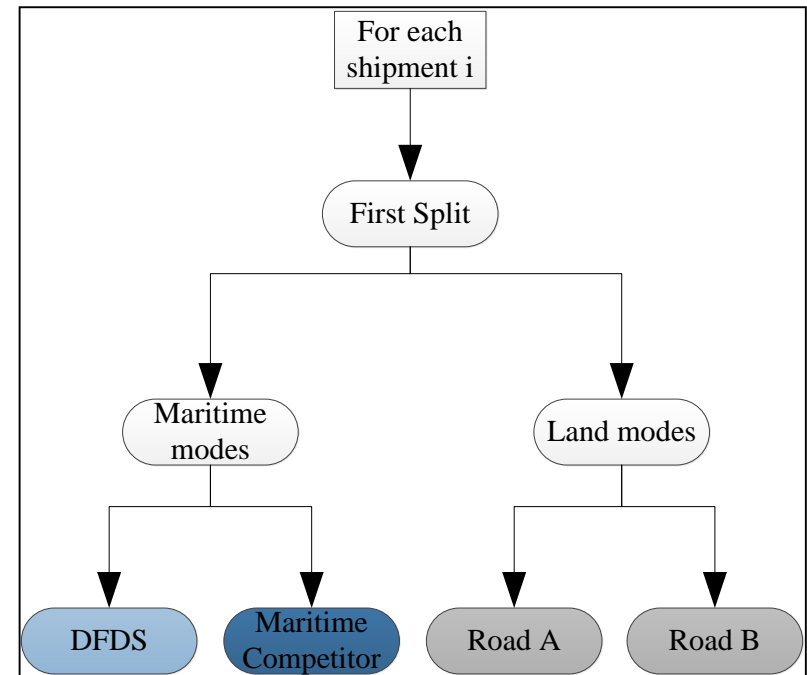 For each
shipment i
First Split
Maritime
modes
Land modes
DFDS
Maritime
Competitor
Road A
Road B